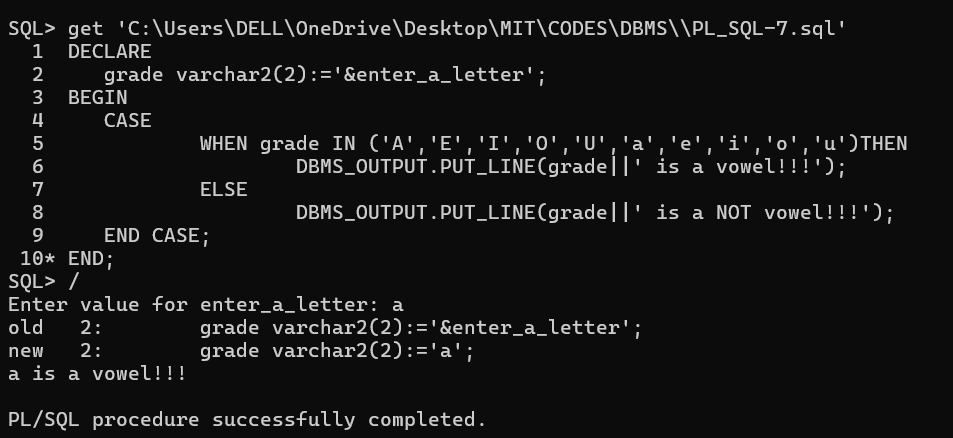 SQL> get 'C:\Users\DELL\OneDrive\Desktop\MIT\CODES\DBMS\\PL_SQL-7.sql'
  1  DECLARE
  2     grade varchar2(2):='&enter_a_letter';
  3  BEGIN
  4     CASE
  5             WHEN grade IN ('A','E','I','O','U','a','e','i','o','u')THEN
  6                     DBMS_OUTPUT.PUT_LINE(grade||' is a vowel!!!');
  7             ELSE
  8                     DBMS_OUTPUT.PUT_LINE(grade||' is a NOT vowel!!!');
  9     END CASE;
 10* END;
SQL> /
Enter value for enter_a_letter: a
old   2:        grade varchar2(2):='&enter_a_letter';
new   2:        grade varchar2(2):='a';
a is a vowel!!!

PL/SQL procedure successfully completed.